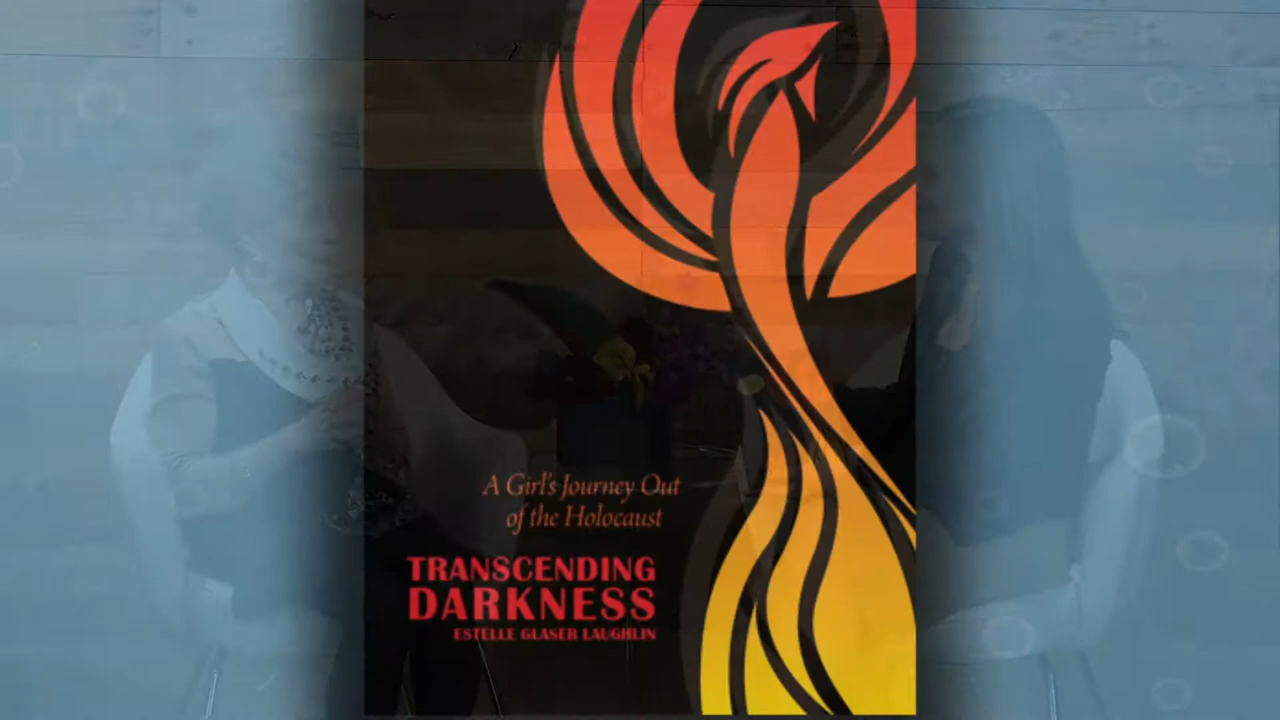 A Girl's Journey Out
of the Holocaust
TRANSCENDING
DARKNESS
ESTELLE GLASER LAUGHLIN